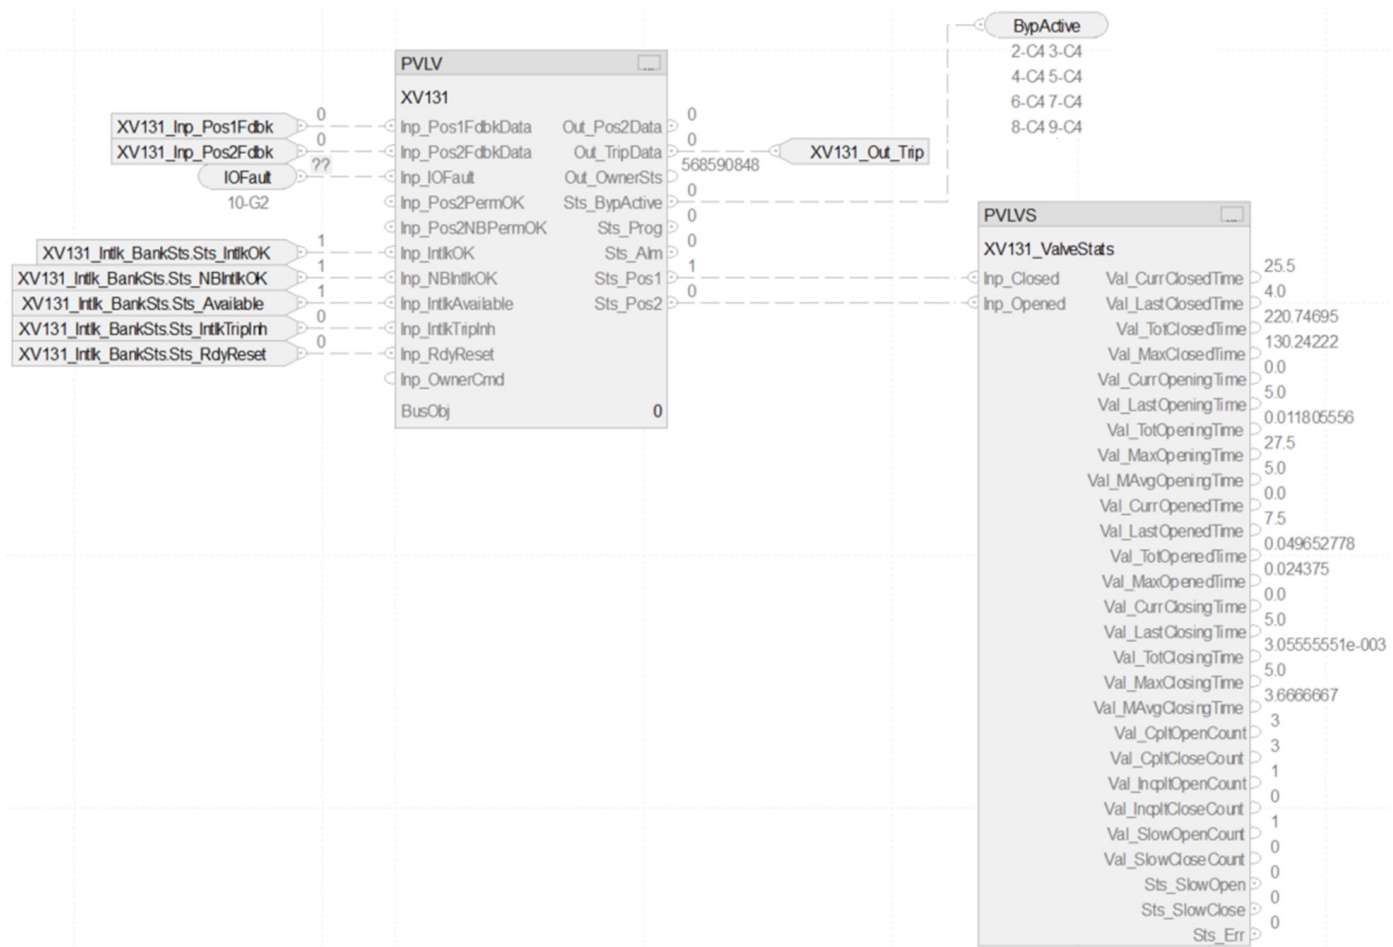 BypActive
2-C4 3-C4
4-C4 5-C4
6-C4 7-C4
8-C4 9-C4
PVLV ...
XV131
XV131_Inp_Pos1Fdbk 0 Inp_Pos1FdbkData Out_Pos2Data 0
XV131_Inp_Pos2Fdbk 0 Inp_Pos2FdbkData Out_TripData 0 XV131_Out_Trip
IOFault ?? Inp_IOFault Out_OwnerSts 568590848
10-G2
Inp_Pos2PermOK Sts_BypActive 0
Inp_Pos2NBPermOK Sts_Prog 0
XV131_Intlk_BankSts.Sts_IntlkOK 1 Inp_IntlkOK Sts_Alm 0
XV131_Intlk_BankSts.Sts_NBIntlkOK 1 Inp_NBIntlkOK Sts_Pos1 1
XV131_Intlk_BankSts.Sts_Available 1 Inp_IntlkAvailable Sts_Pos2 0
XV131_Intlk_BankSts.Sts_IntlkTripInh 0 Inp_IntlkTripInh
XV131_Intlk_BankSts.Sts_RdyReset 0 Inp_RdyReset
Inp_OwnerCmd
BusObj 0
PVLVS ...
XV131_ValveStats
Inp_Closed Val_CurrClosedTime 25.5
Inp_Opened Val_LastClosedTime 4.0
Val_TotClosedTime 220.74695
Val_MaxClosedTime 130.24222
Val_CurrOpeningTime 0.0
Val_LastOpeningTime 5.0
Val_TotOpeningTime 0.011805556
Val_MaxOpeningTime 27.5
Val_MAvgOpeningTime 5.0
Val_CurrOpenedTime 0.0
Val_LastOpenedTime 7.5
Val_TotOpenedTime 0.049652778
Val_MaxOpenedTime 0.024375
Val_CurrClosingTime 0.0
Val_LastClosingTime 5.0
Val_TotClosingTime 3.05555551e-003
Val_MaxClosingTime 5.0
Val_MAvgClosingTime 3.6666667
Val_CpltOpenCount 3
Val_CpltCloseCount 3
Val_IncpltOpenCount 1
Val_IncpltCloseCount 0
Val_SlowOpenCount 1
Val_SlowCloseCount 0
Sts_SlowOpen 0
Sts_SlowClose 0
Sts_Err 0